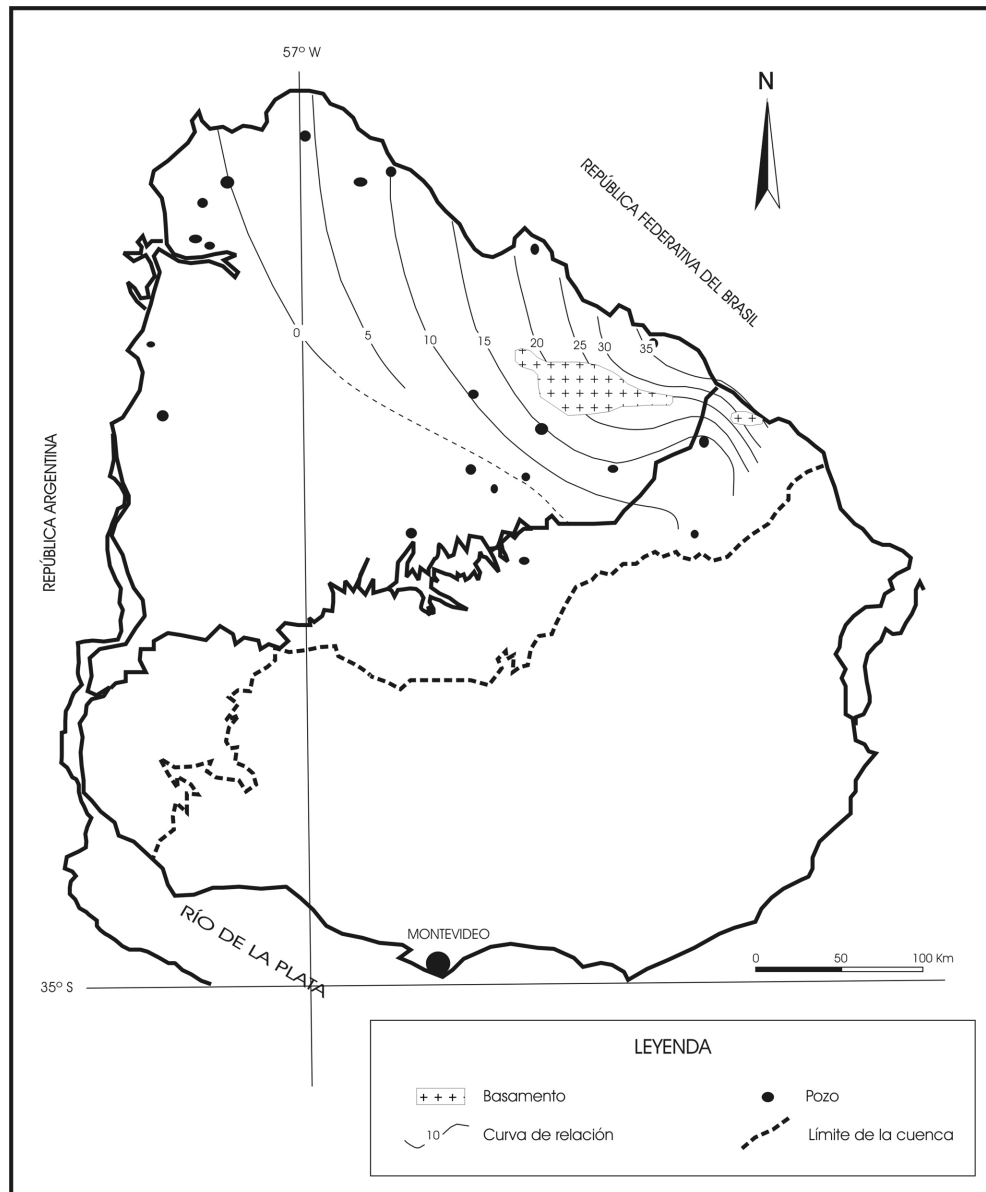 57° W
N
REPÚBLICA FEDERATIVA DEL BRASIL
0
5
10
15
20
25
30
35
REPÚBLICA ARGENTINA
MONTEVIDEO
RÍO DE LA PLATA
0 50 100 Km
35° S
LEYENDA
Basamento
Pozo
10
Curva de relación
Límite de la cuenca